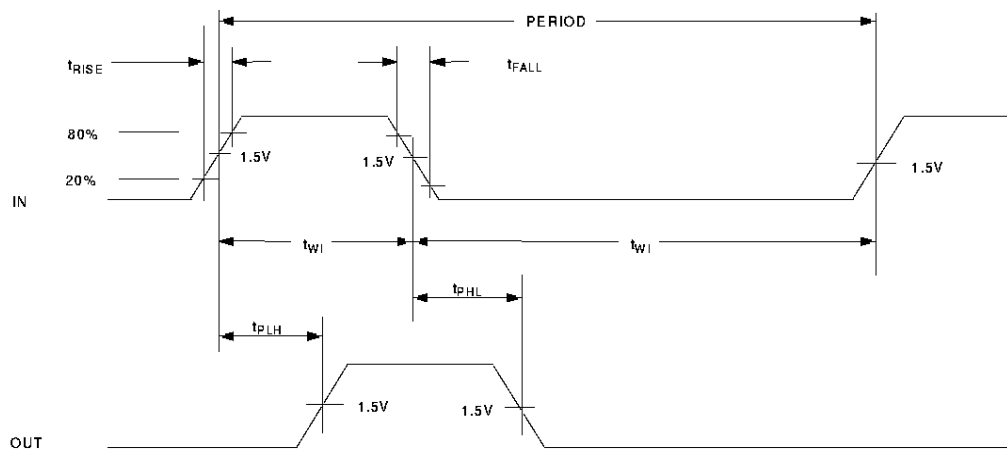 PERIOD
tRISE
tFALL
80%
1.5V
1.5V
1.5V
20%
IN
tWI
tWI
tPHL
tPLH
1.5V
1.5V
OUT